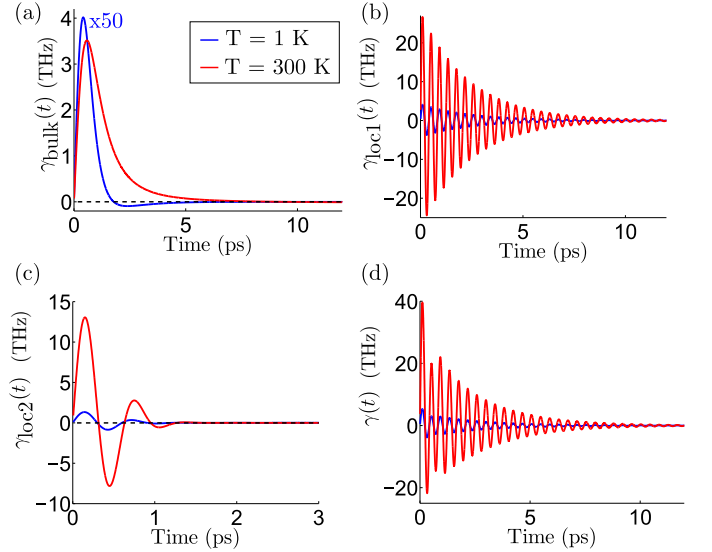 (a)
γbulk(t) (THz)
4
3
2
1
0
x50
T = 1 K
T = 300 K
0
5
10
Time (ps)
(b)
γloc1(t) (THz)
20
10
0
−10
−20
0
5
10
Time (ps)
(c)
γloc2(t) (THz)
15
10
5
0
−5
−10
0
1
2
3
Time (ps)
(d)
γ(t) (THz)
40
20
0
−20
0
5
10
Time (ps)